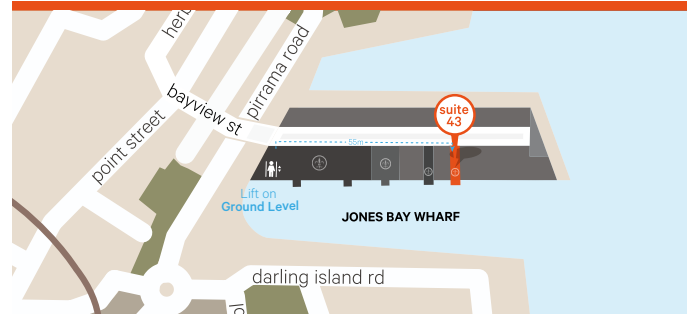 herb
pirrama road
bayview st
point street
suite
43
55m
Lift on
Ground Level
JONES BAY WHARF
darling island rd